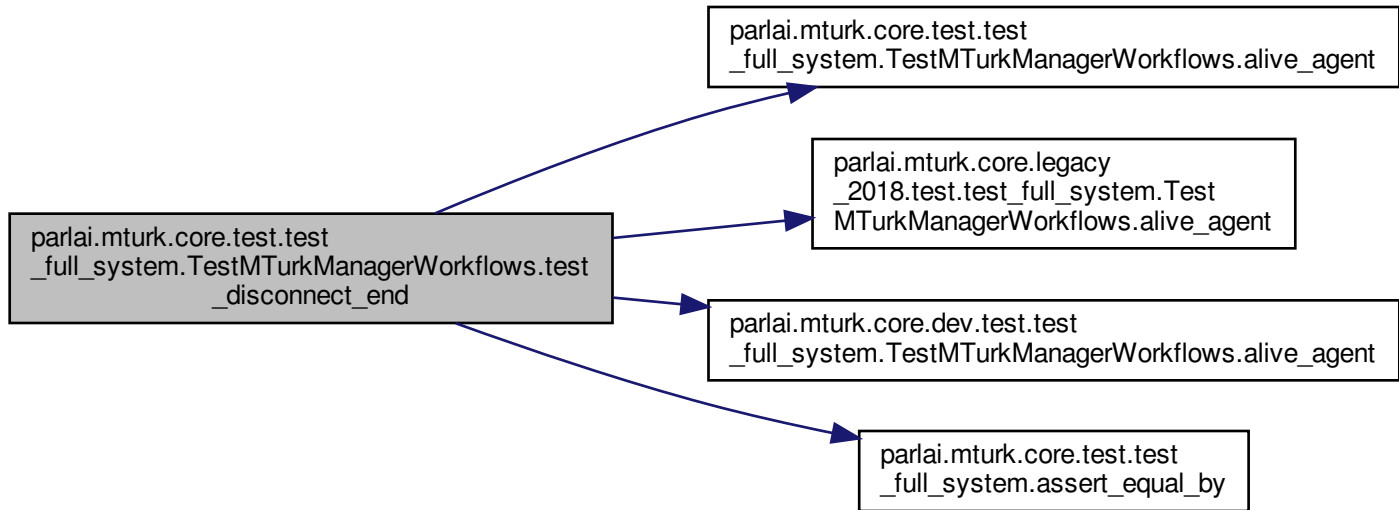 parlai.mturk.core.test.test
_full_system.TestMTurkManagerWorkflows.test
_disconnect_end
parlai.mturk.core.test.test
_full_system.TestMTurkManagerWorkflows.alive_agent
parlai.mturk.core.legacy
_2018.test.test_full_system.Test
MTurkManagerWorkflows.alive_agent
parlai.mturk.core.dev.test.test
_full_system.TestMTurkManagerWorkflows.alive_agent
parlai.mturk.core.test.test
_full_system.assert_equal_by